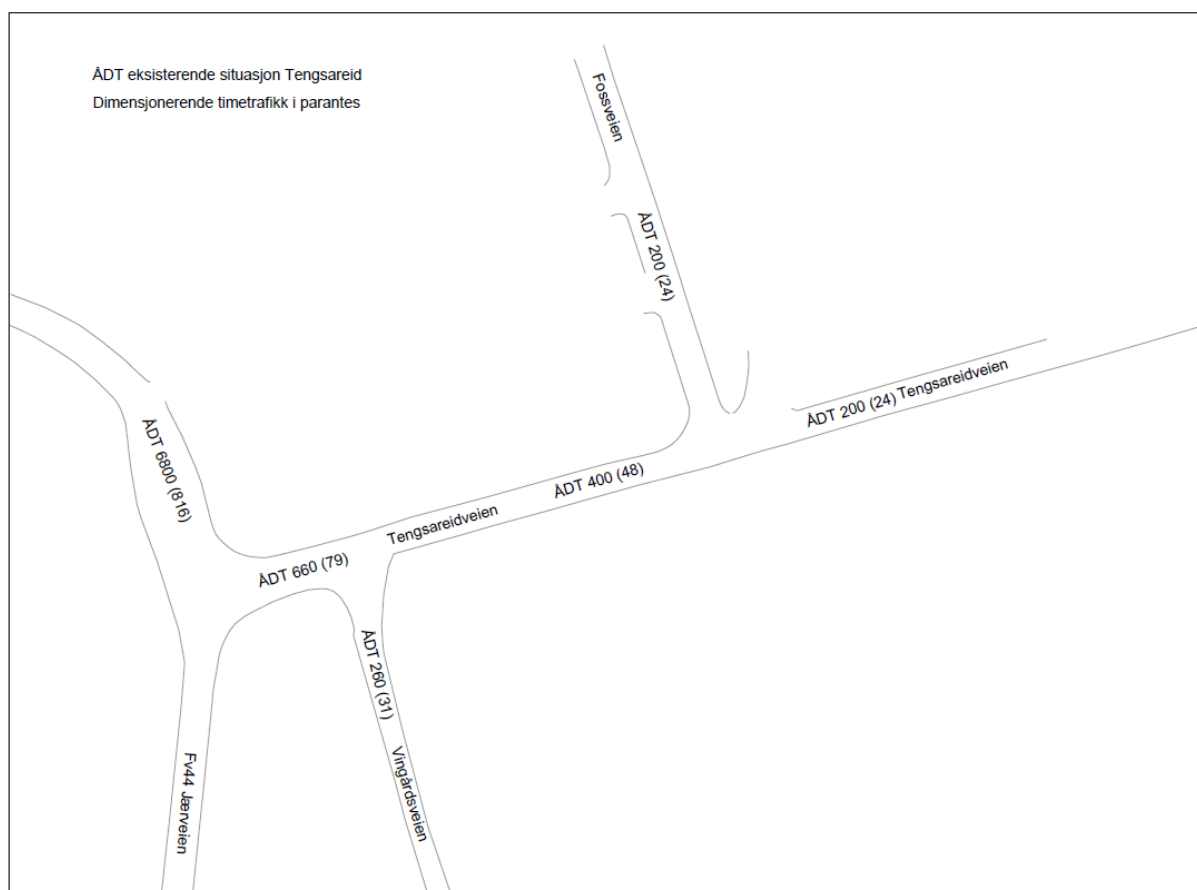 ÅDT eksisterende situasjon Tengsareid
Dimensjonerende timetrafikk i parantes
Fossveien
ÅDT 200 (24)
ÅDT 200 (24) Tengsareidveien
ÅDT 6800 (816)
ÅDT 400 (48)
Tengsareidveien
ÅDT 660 (79)
ÅDT 260 (31)
Fv44 Jærveien
Vingårdsveien